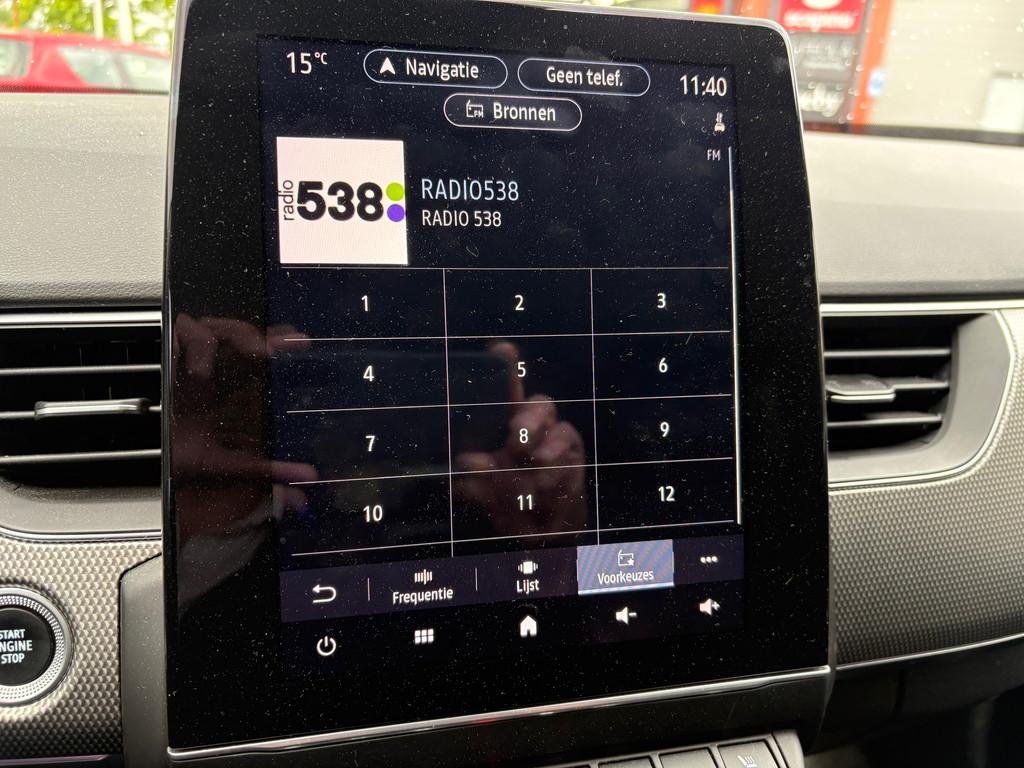 15°C
Navigatie
Geen telef.
11:40
FM
Bronnen
FM
radio
538
RADIO538
RADIO 538
1
2
3
4
5
6
7
8
9
10
11
12
Frequentie
Lijst
Voorkeuzes
START
ENGINE
STOP